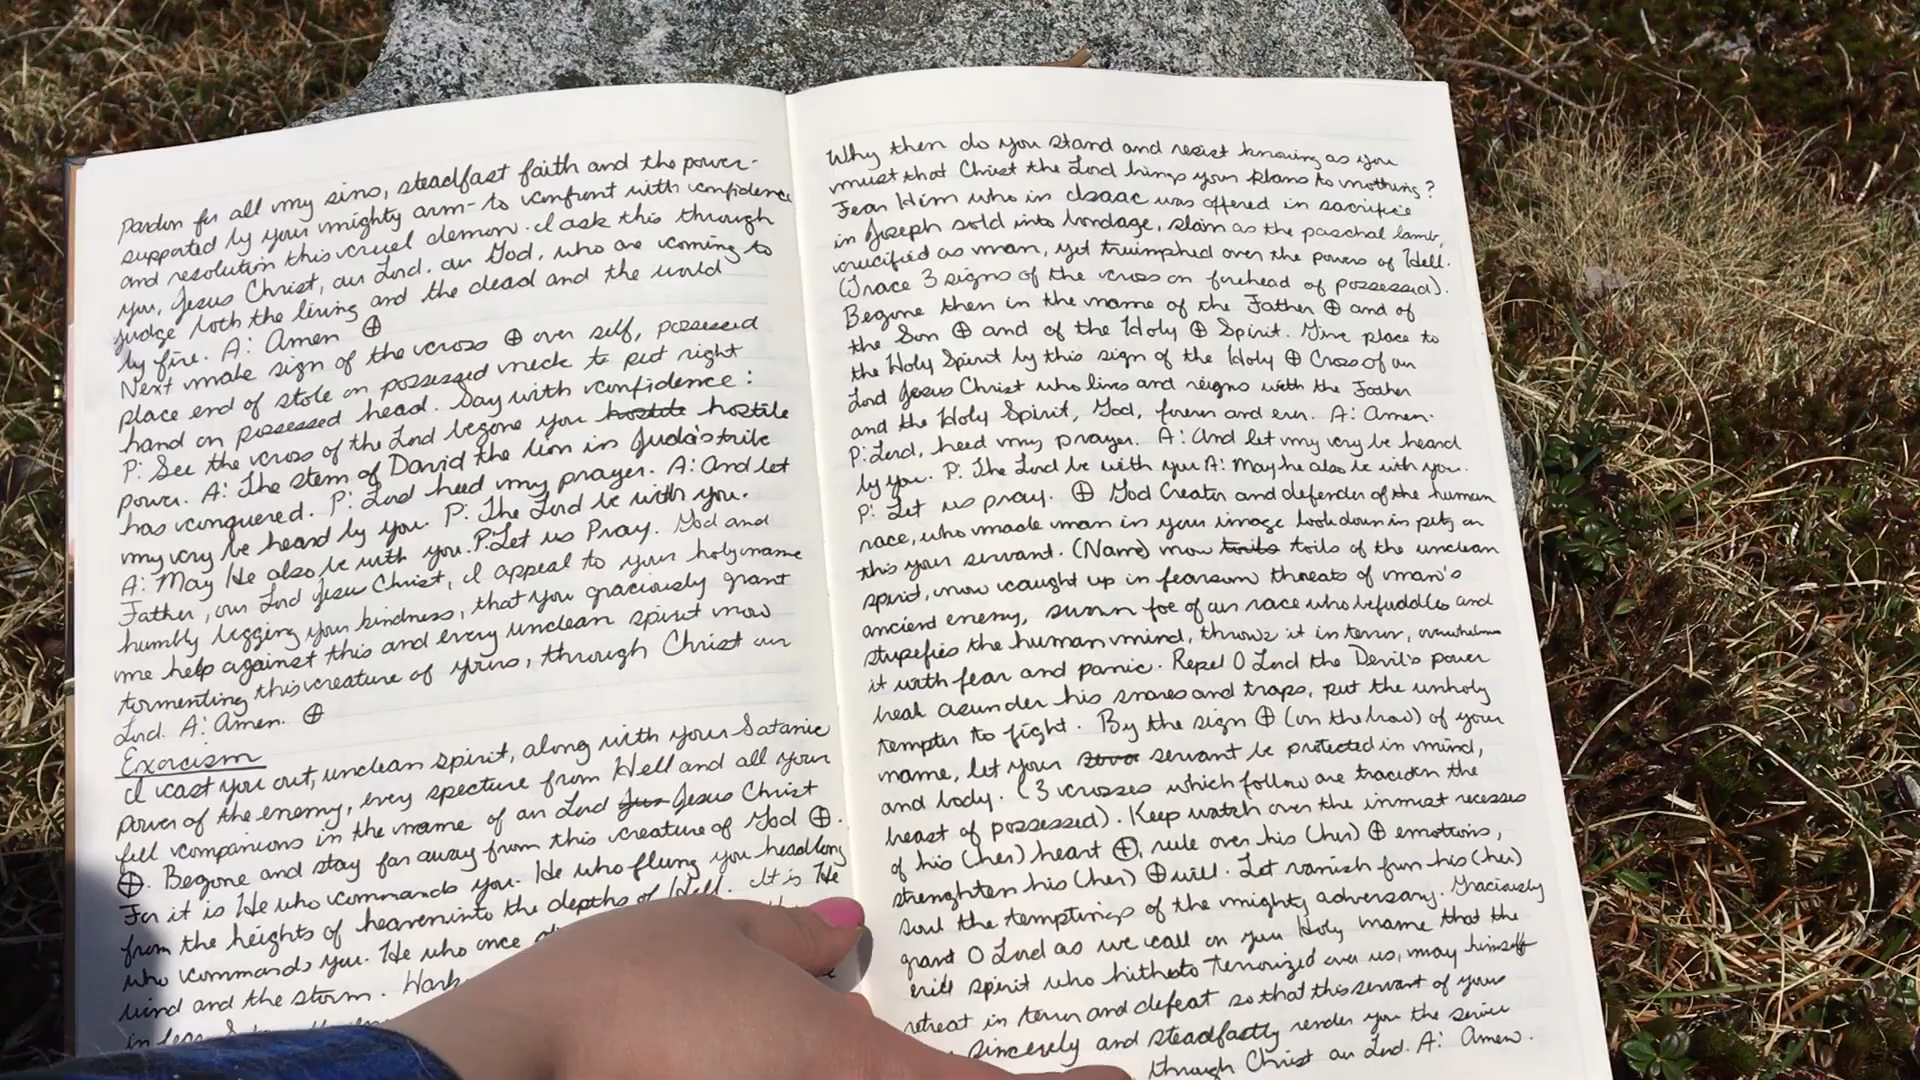 pardon for all my sins, steadfast faith and the power-
supported by your mighty arm- to confront with confidence
and resolution this cruel demon. I ask this through
you, Jesus Christ, our Lord, our God, who are coming to
judge both the living and the dead and the world
by fire. A: Amen ⊕
Next make sign of the cross ⊕ over self, possessed
place end of stole on possessed neck to put right
hand on possessed head. Say with confidence:
P: See the cross of the Lord begone you hostile hostile
power. A: The stem of David the lion in Juda's tribe
has conquered. P: Lord heed my prayer. A: And let
my cry be heard by you. P: The Lord be with you.
A: May He also be with you. P. Let us Pray. God and
Father, our Lord Jesus Christ, I appeal to your holy name
humbly begging your kindness, that you graciously grant
me help against this and every unclean spirit now
tormenting this creature of yours, through Christ our
Lord. A: Amen. ⊕
Exorcism
I cast you out, unclean spirit, along with your Satanic
power of the enemy, every specture from Hell and all your
fell companions in the name of our Lord Jesus Christ
⊕. Begone and stay far away from this creature of God ⊕.
For it is He who commands you. He who flung you headlong
from the heights of heaven into the depths of Hell. It is He
who commands you. He who once
wind and the storm. Hark
in fear
Why then do you stand and resist knowing as you
must that Christ the Lord brings your plans to nothing?
Fear Him who in Isaac was offered in sacrifice
in Joseph sold into bondage, slain as the paschal lamb,
crucified as man, yet truimphed over the powers of Hell.
(Trace 3 signs of the cross on forehead of possessed).
Begone then in the name of the Father ⊕ and of
the Son ⊕ and of the Holy ⊕ Spirit. Give place to
the Holy Spirit by this sign of the Holy ⊕ Cross of our
Lord Jesus Christ who lives and reigns with the Father
and the Holy Spirit, God, forever and ever. A: Amen.
P: Lord, heed my prayer. A: And let my cry be heard
by you. P: The Lord be with you A: May he also be with you.
P: Let us pray. ⊕ God Creator and defender of the human
race, who made man in your image look down in pity on
this your servant. (Name) now toils toils of the unclean
spirit, now caught up in fearsom threats of man's
ancient enemy, sworn foe of our race who befuddles and
stupefies the human mind, throws it in terror, overwhelms
it with fear and panic. Repel O Lord the Devil's power
break asunder his snares and traps, put the unholy
tempter to fight. By the sign ⊕ (on the brow) of your
name, let your servant be protected in mind,
and body. (3 crosses which follow are traced on the
breast of possessed). Keep watch over the inmost recesses
of his (her) heart ⊕, rule over his (her) ⊕ emotions,
strenghten his (her) ⊕ will. Let vanish from his (her)
soul the temptings of the mighty adversary. Graciously
grant O Lord as we call on your Holy name that the
evil spirit who hitherto terrorized over us, may himself
retreat in terror and defeat so that this servant of your
sincerely and steadfastly render you the service
through Christ our Lord. A: Amen.